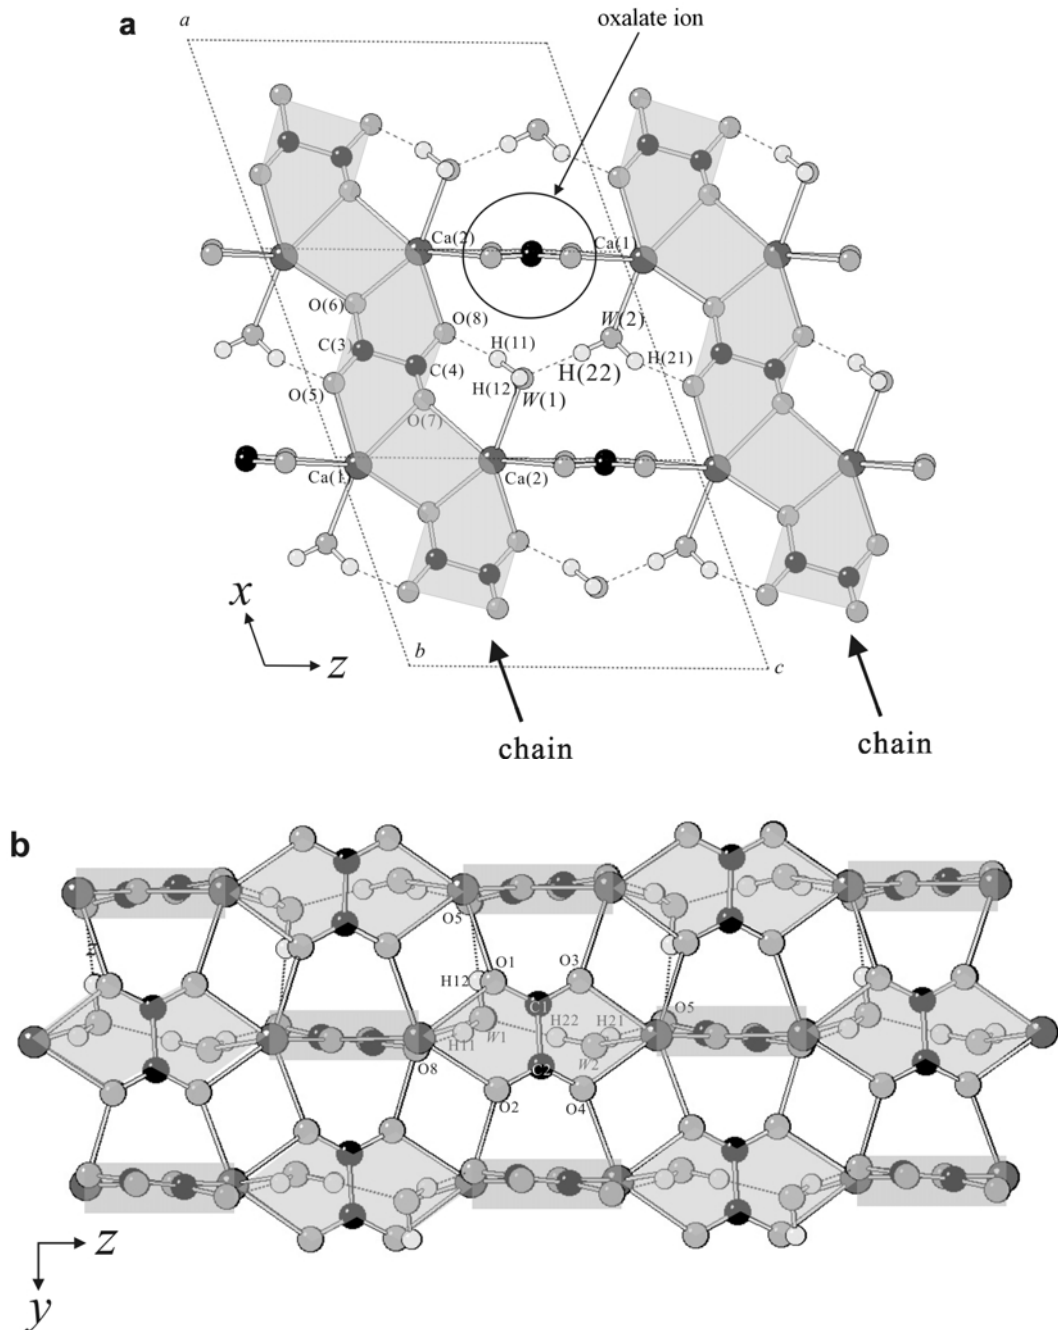 a
a
oxalate ion
Ca(2)
Ca(1)
O(6)
O(8)
W(2)
C(3)
H(11)
H(21)
C(4)
H(22)
O(5)
H(12)
W(1)
O(7)
Ca(1)
Ca(2)
x
z
b
c
chain
chain
b
O5
O1
O3
H12
C1
O5
H22
H21
H11
W1
O8
C2
W2
O2
O4
z
y